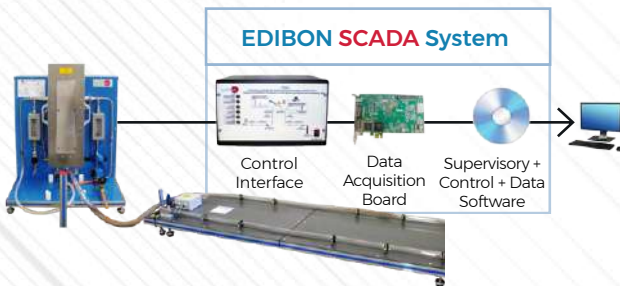 EDIBON SCADA System
Control
Interface
Data
Acquisition
Board
Supervisory +
Control + Data
Software